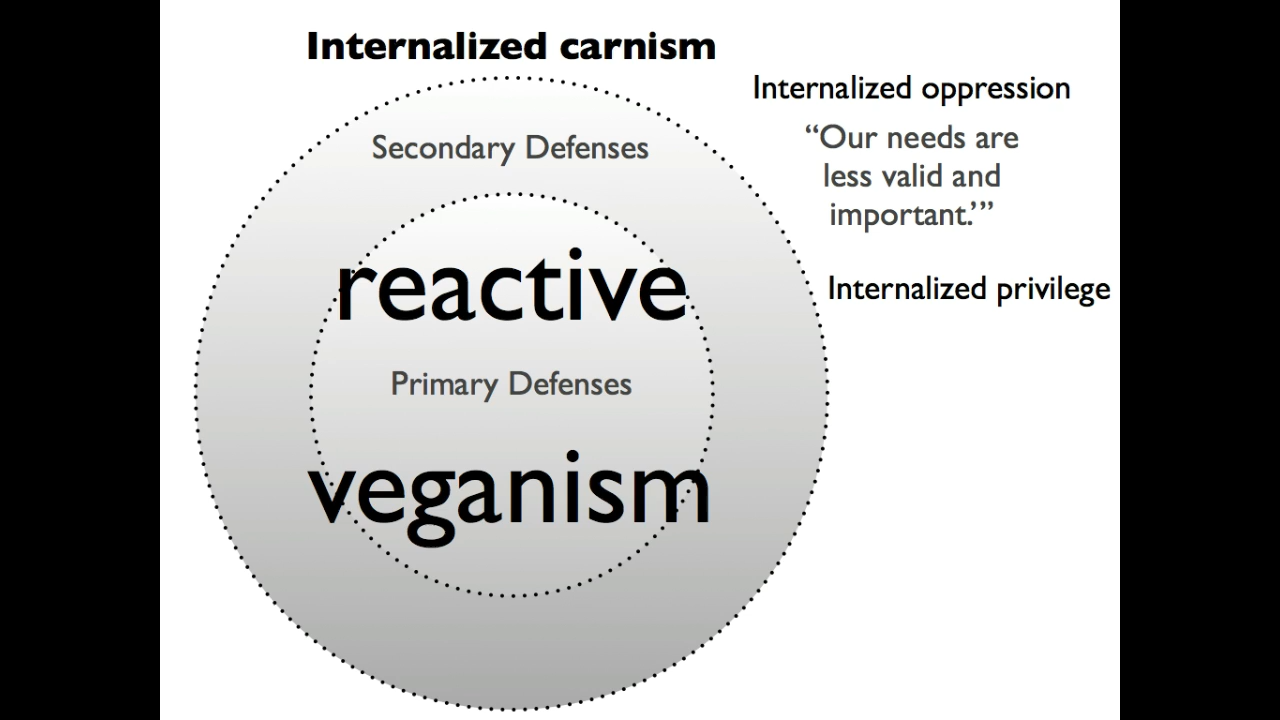 Internalized carnism
Internalized oppression
“Our needs are
less valid and
important.’”
Secondary Defenses
reactive
Internalized privilege
Primary Defenses
veganism